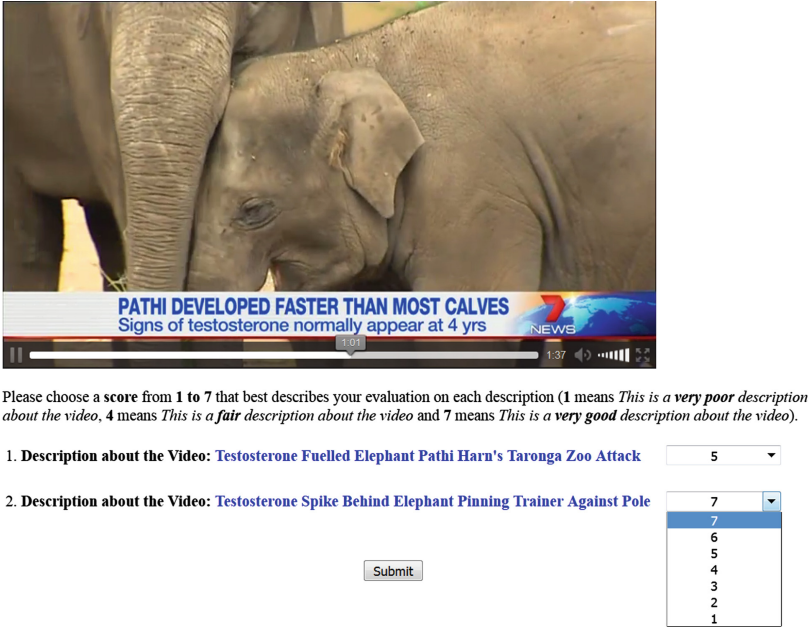 PATHI DEVELOPED FASTER THAN MOST CALVES
Signs of testosterone normally appear at 4 yrs
7 NEWS
1:01
1:37
Please choose a score from 1 to 7 that best describes your evaluation on each description (1 means This is a very poor description
about the video, 4 means This is a fair description about the video and 7 means This is a very good description about the video).
1. Description about the Video: Testosterone Fuelled Elephant Pathi Harn's Taronga Zoo Attack 5
2. Description about the Video: Testosterone Spike Behind Elephant Pinning Trainer Against Pole 7
7
6
5
4
3
2
1
Submit